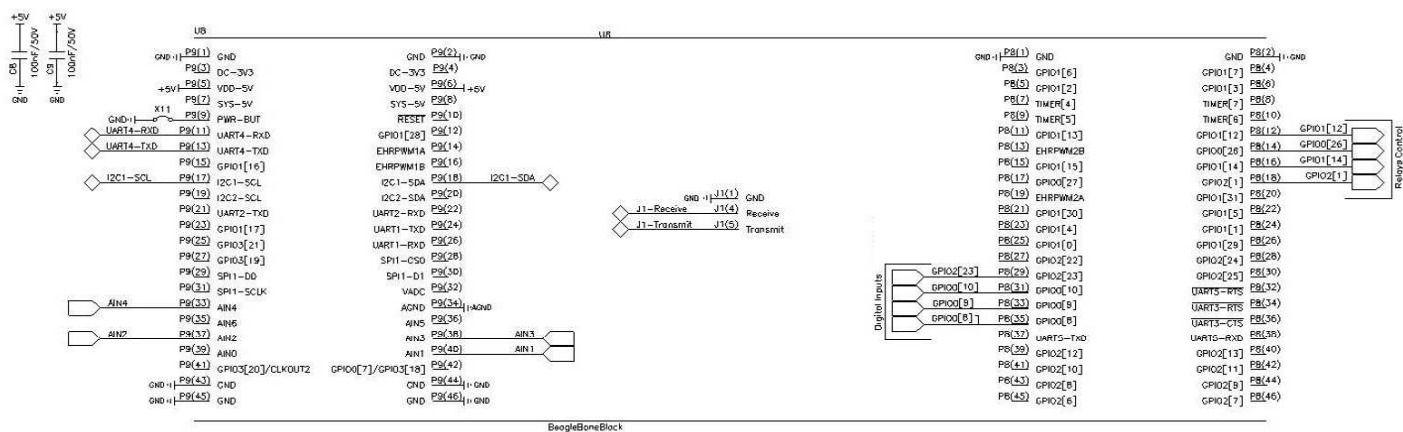 +5V +5V
C8 100nF/50V
C9 100nF/50V
GND GND
U8 U8
GND P9(1) GND GND P9(2) GND
P9(3) DC-3V3 DC-3V3 P9(4)
+5V P9(5) VDD-5V VDD-5V P9(6) +5V
P9(7) SYS-5V SYS-5V P9(8)
GND X11 P9(9) PWR-BUT RESET P9(10)
UART4-RXD P9(11) UART4-RXD GPIO1[28] P9(12)
UART4-TXD P9(13) UART4-TXD EHRPWM1A P9(14)
P9(15) GPIO1[16] EHRPWM1B P9(16)
I2C1-SCL P9(17) I2C1-SCL I2C1-SDA P9(18) I2C1-SDA
P9(19) I2C2-SCL I2C2-SDA P9(20)
P9(21) UART2-TXD UART2-RXD P9(22)
P9(23) GPIO1[17] UART1-TXD P9(24)
P9(25) GPIO3[21] UART1-RXD P9(26)
P9(27) GPIO3[19] SPI1-CS0 P9(28)
P9(29) SPI1-DO SPI1-D1 P9(30)
P9(31) SPI1-SCLK VADC P9(32)
AIN4 P9(33) AIN4 AGND P9(34) AGND
P9(35) AIN6 AIN5 P9(36)
AIN2 P9(37) AIN2 AIN3 P9(38) AIN3
P9(39) AIN0 AIN1 P9(40) AIN1
P9(41) GPIO3[20]/CLKOUT2 GPIO0[7]/GPIO3[18] P9(42)
GND P9(43) GND GND P9(44) GND
GND P9(45) GND GND P9(46) GND
GND J1(1) GND
J1-Receive J1(4) Receive
J1-Transmit J1(5) Transmit
GND P8(1) GND GND P8(2) GND
P8(3) GPIO1[6] GPIO1[7] P8(4)
P8(5) GPIO1[2] GPIO1[3] P8(6)
P8(7) TIMER[4] TIMER[7] P8(8)
P8(9) TIMER[5] TIMER[6] P8(10)
P8(11) GPIO1[13] GPIO1[12] P8(12) GPIO1[12]
P8(13) EHRPWM2B GPIO0[26] P8(14) GPIO0[26]
P8(15) GPIO1[15] GPIO1[14] P8(16) GPIO1[14]
P8(17) GPIO0[27] GPIO2[1] P8(18) GPIO2[1]
Relays Control
P8(19) EHRPWM2A GPIO1[31] P8(20)
P8(21) GPIO1[30] GPIO1[5] P8(22)
P8(23) GPIO1[4] GPIO1[1] P8(24)
P8(25) GPIO1[0] GPIO1[29] P8(26)
P8(27) GPIO2[22] GPIO2[24] P8(28)
Digital Inputs
GPIO2[23] P8(29) GPIO2[23] GPIO2[25] P8(30)
GPIO0[10] P8(31) GPIO0[10] UART5-RTS P8(32)
GPIO0[9] P8(33) GPIO0[9] UART3-RTS P8(34)
GPIO0[8] P8(35) GPIO0[8] UART3-CTS P8(36)
P8(37) UART5-TXD UART5-RXD P8(38)
P8(39) GPIO2[12] GPIO2[13] P8(40)
P8(41) GPIO2[10] GPIO2[11] P8(42)
P8(43) GPIO2[8] GPIO2[9] P8(44)
P8(45) GPIO2[6] GPIO2[7] P8(46)
BeagleBoneBlack